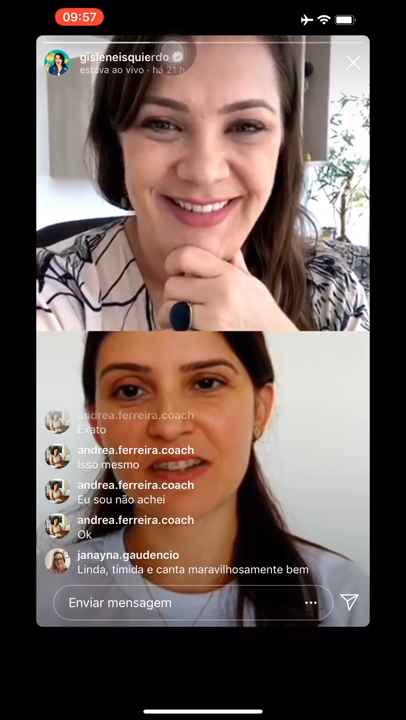 09:57
gisleneisquierdo
estava ao vivo · há 21 h
andrea.ferreira.coach
Exato
andrea.ferreira.coach
Isso mesmo
andrea.ferreira.coach
Eu sou não achei
andrea.ferreira.coach
Ok
janayna.gaudencio
Linda, tímida e canta maravilhosamente bem
Enviar mensagem